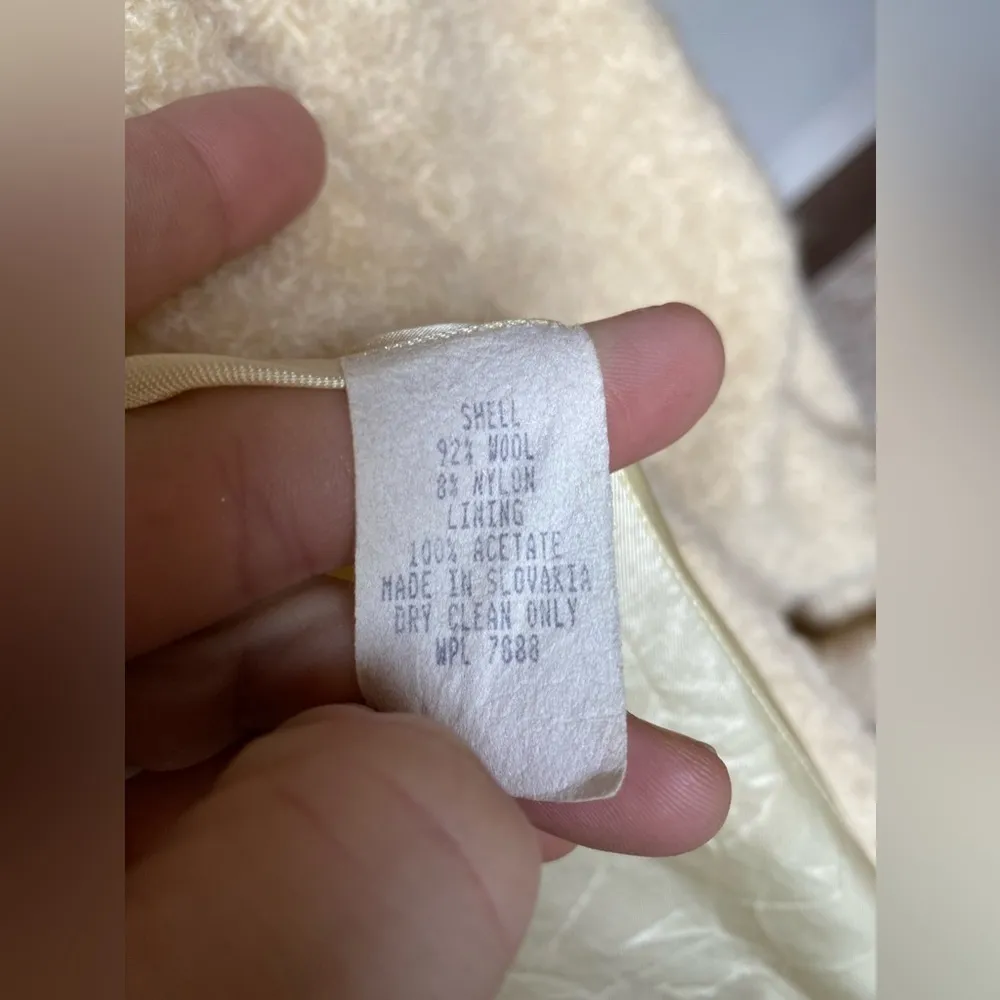 SHELL
92% WOOL
8% NYLON
LINING
100% ACETATE
MADE IN SLOVAKIA
DRY CLEAN ONLY
WPL 7688